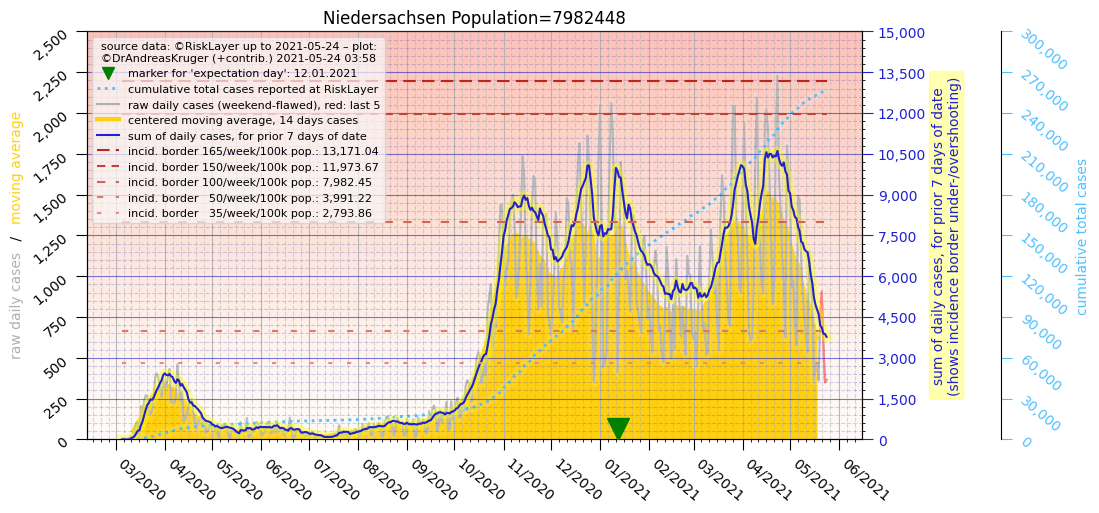 Niedersachsen Population=7982448
source data: ©RiskLayer up to 2021-05-24 – plot:
©DrAndreasKruger (+contrib.) 2021-05-24 03:58
marker for 'expectation day': 12.01.2021
cumulative total cases reported at RiskLayer
raw daily cases (weekend-flawed), red: last 5
centered moving average, 14 days cases
sum of daily cases, for prior 7 days of date
incid. border 165/week/100k pop.: 13,171.04
incid. border 150/week/100k pop.: 11,973.67
incid. border 100/week/100k pop.: 7,982.45
incid. border   50/week/100k pop.: 3,991.22
incid. border   35/week/100k pop.: 2,793.86
raw daily cases   /   moving average
2,500
2,250
2,000
1,750
1,500
1,250
1,000
750
500
250
0
03/2020
04/2020
05/2020
06/2020
07/2020
08/2020
09/2020
10/2020
11/2020
12/2020
01/2021
02/2021
03/2021
04/2021
05/2021
06/2021
15,000
13,500
12,000
10,500
9,000
7,500
6,000
4,500
3,000
1,500
0
sum of daily cases, for prior 7 days of date
(shows incidence border under-/overshooting)
300,000
270,000
240,000
210,000
180,000
150,000
120,000
90,000
60,000
30,000
0
cumulative total cases